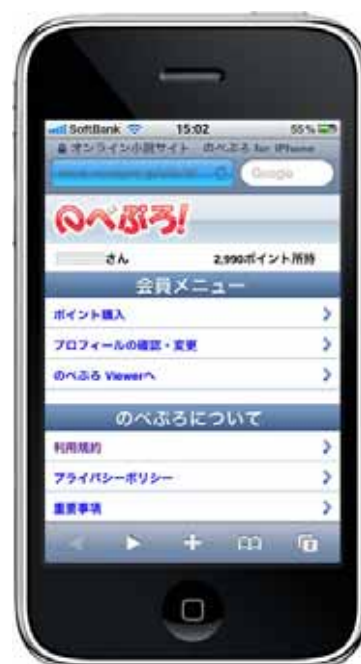 SoftBank 15:02 55%
オンライン小説サイト のべぷろ for iPhone
Google
のべぷろ!
さん 2,990ポイント所持
会員メニュー
ポイント購入
プロフィールの確認・変更
のべぷろ Viewerへ
のべぷろについて
利用規約
プライバシーポリシー
重要事項